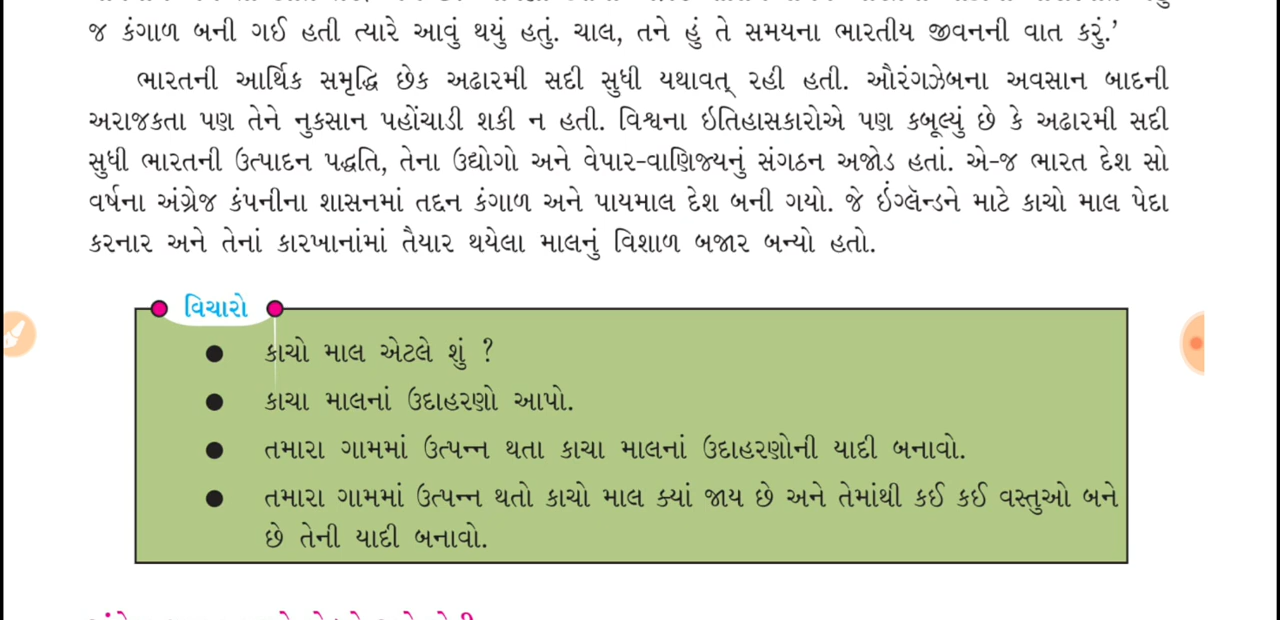 જ કંગાળ બની ગઈ હતી ત્યારે આવું થયું હતું. ચાલ, તને હું તે સમયના ભારતીય જીવનની વાત કરું.’
ભારતની આર્થિક સમૃદ્ધિ છેક અઢારમી સદી સુધી યથાવત્ રહી હતી. ઔરંગઝેબના અવસાન બાદની
અરાજકતા પણ તેને નુકસાન પહોંચાડી શકી ન હતી. વિશ્વના ઇતિહાસકારોએ પણ કબૂલ્યું છે કે અઢારમી સદી
સુધી ભારતની ઉત્પાદન પદ્ધતિ, તેના ઉદ્યોગો અને વેપાર-વાણિજ્યનું સંગઠન અજોડ હતાં. એ-જ ભારત દેશ સો
વર્ષના અંગ્રેજ કંપનીના શાસનમાં તદ્દન કંગાળ અને પાયમાલ દેશ બની ગયો. જે ઇંગ્લૅન્ડને માટે કાચો માલ પેદા
કરનાર અને તેનાં કારખાનાંમાં તૈયાર થયેલા માલનું વિશાળ બજાર બન્યો હતો.
વિચારો
● કાચો માલ એટલે શું ?
● કાચા માલનાં ઉદાહરણો આપો.
● તમારા ગામમાં ઉત્પન્ન થતા કાચા માલનાં ઉદાહરણોની યાદી બનાવો.
● તમારા ગામમાં ઉત્પન્ન થતો કાચો માલ ક્યાં જાય છે અને તેમાંથી કઈ કઈ વસ્તુઓ બને
છે તેની યાદી બનાવો.